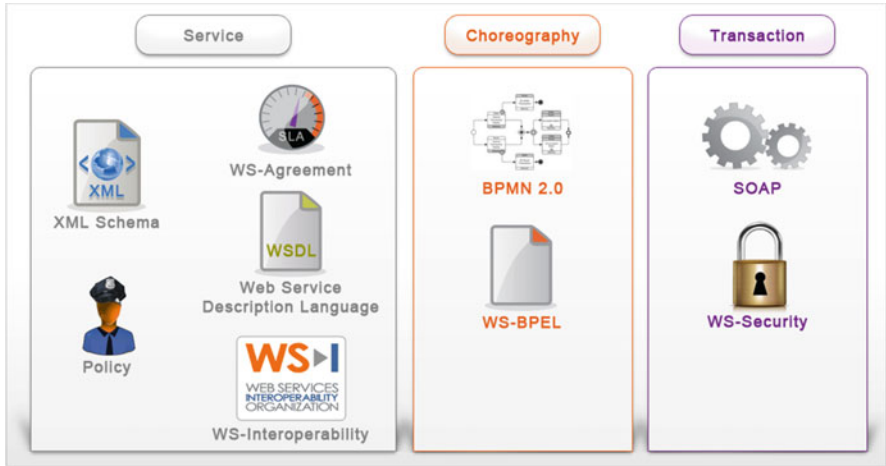 Service
XML
XML Schema
Policy
SLA
WS-Agreement
WSDL
Web Service
Description Language
WS I
WEB SERVICES
INTEROPERABILITY
ORGANIZATION
WS-Interoperability
Choreography
BPMN 2.0
WS-BPEL
Transaction
SOAP
WS-Security